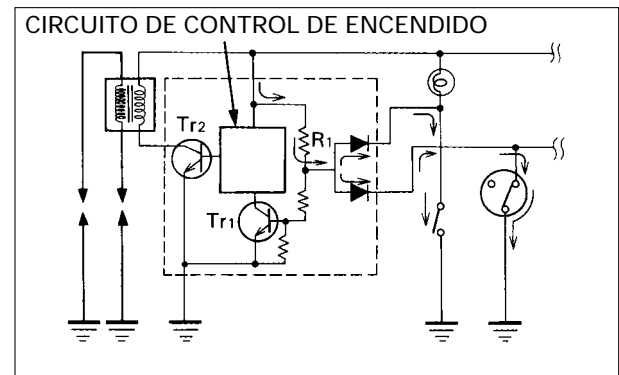 CIRCUITO DE CONTROL DE ENCENDIDO
Tr2
R1
Tr1